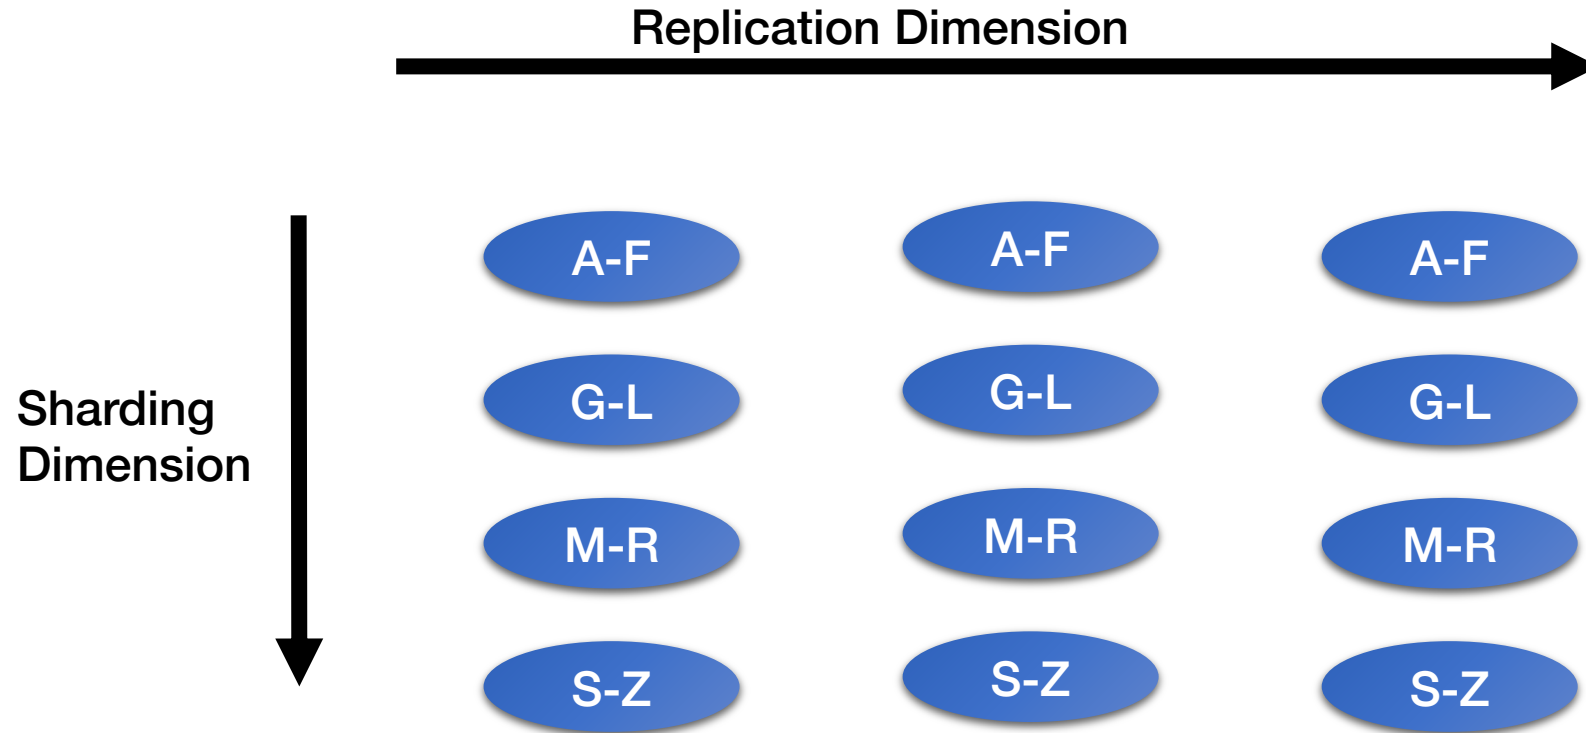 Replication Dimension
A-F
A-F
A-F
G-L
G-L
G-L
Sharding
Dimension
M-R
M-R
M-R
S-Z
S-Z
S-Z